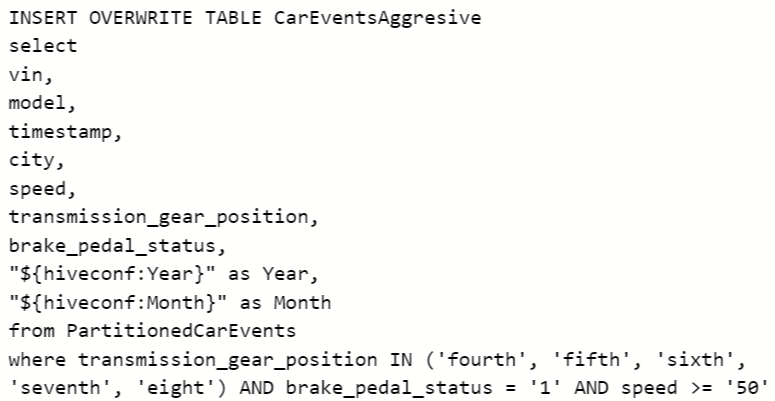 INSERT OVERWRITE TABLE CarEventsAggresive
select
vin,
model,
timestamp,
city,
speed,
transmission_gear_position,
brake_pedal_status,
"${hiveconf:Year}" as Year,
"${hiveconf:Month}" as Month
from PartitionedCarEvents
where transmission_gear_position IN ('fourth', 'fifth', 'sixth',
'seventh', 'eight') AND brake_pedal_status = '1' AND speed >= '50'